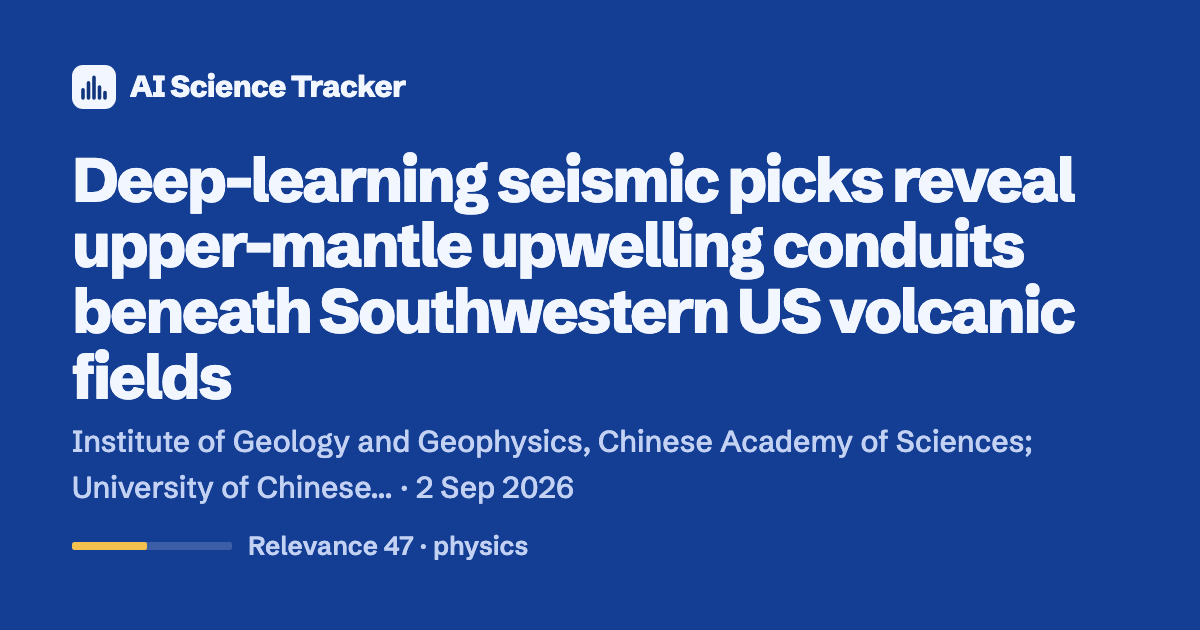 AI Science Tracker
Deep-learning seismic picks reveal
upper-mantle upwelling conduits
beneath Southwestern US volcanic
fields
Institute of Geology and Geophysics, Chinese Academy of Sciences;
University of Chinese... · 2 Sep 2026
Relevance 47 · physics